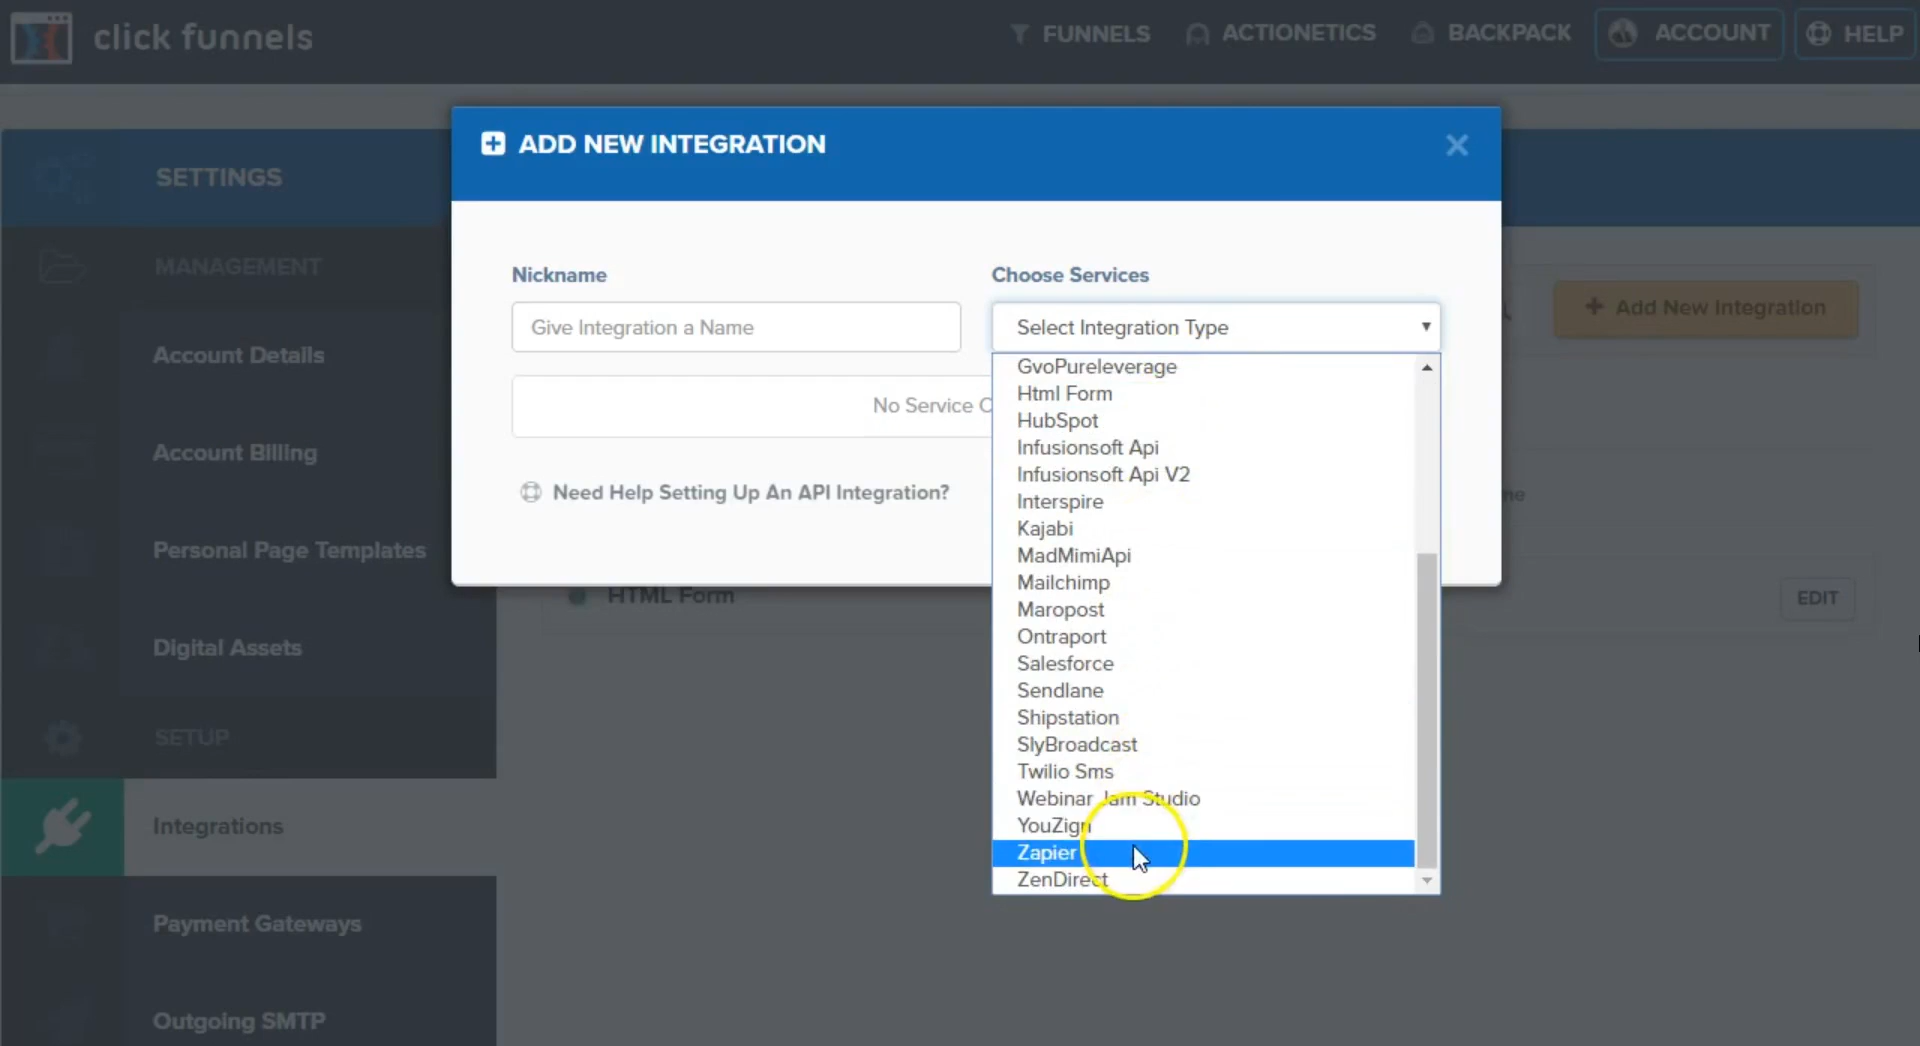 click funnels
FUNNELS
ACTIONETICS
BACKPACK
ACCOUNT
HELP
SETTINGS
MANAGEMENT
Account Details
Account Billing
Personal Page Templates
Digital Assets
SETUP
Integrations
Payment Gateways
Outgoing SMTP
ADD NEW INTEGRATION
Nickname
Give Integration a Name
No Service
Need Help Setting Up An API Integration?
Choose Services
Select Integration Type
GvoPureleverage
Html Form
HubSpot
Infusionsoft Api
Infusionsoft Api V2
Interspire
Kajabi
MadMimiApi
Mailchimp
Maropost
Ontraport
Salesforce
Sendlane
Shipstation
SlyBroadcast
Twilio Sms
Webinar Jam Studio
YouZign
Zapier
ZenDirect
Add New Integration
HTML Form
EDIT